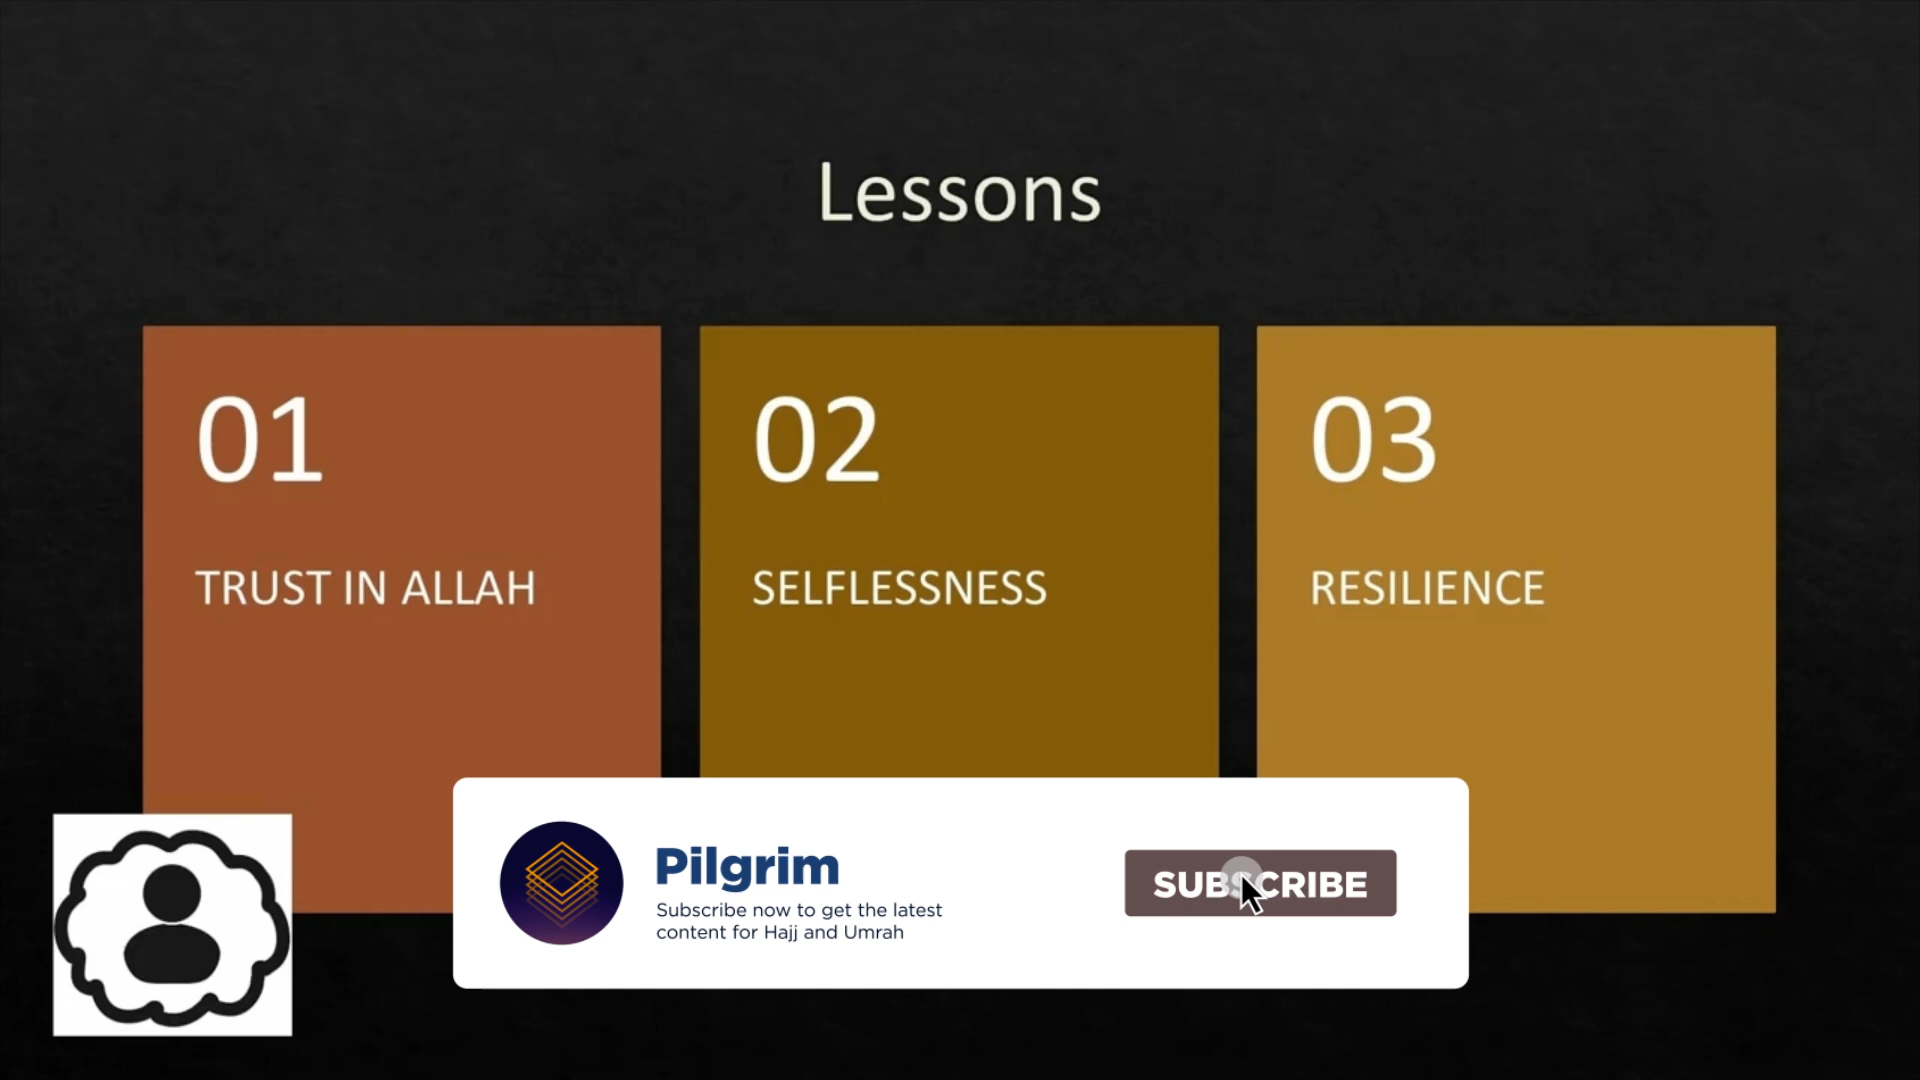 Lessons
01
TRUST IN ALLAH
02
SELFLESSNESS
03
RESILIENCE
Pilgrim
Subscribe now to get the latest
content for Hajj and Umrah
SUBSCRIBE